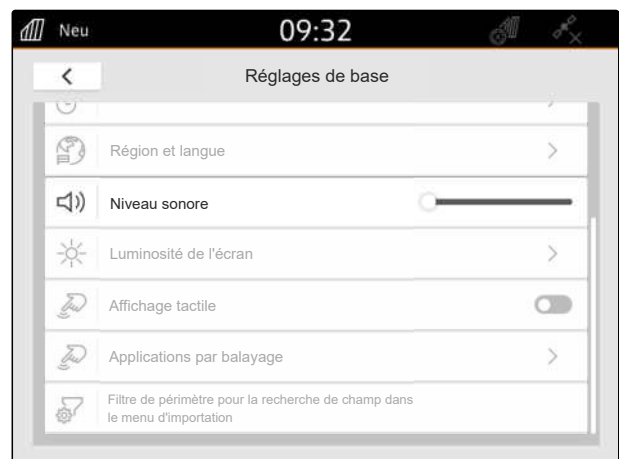 Neu 09:32
Réglages de base
Région et langue
Niveau sonore
Luminosité de l'écran
Affichage tactile
Applications par balayage
Filtre de périmètre pour la recherche de champ dans
le menu d'importation